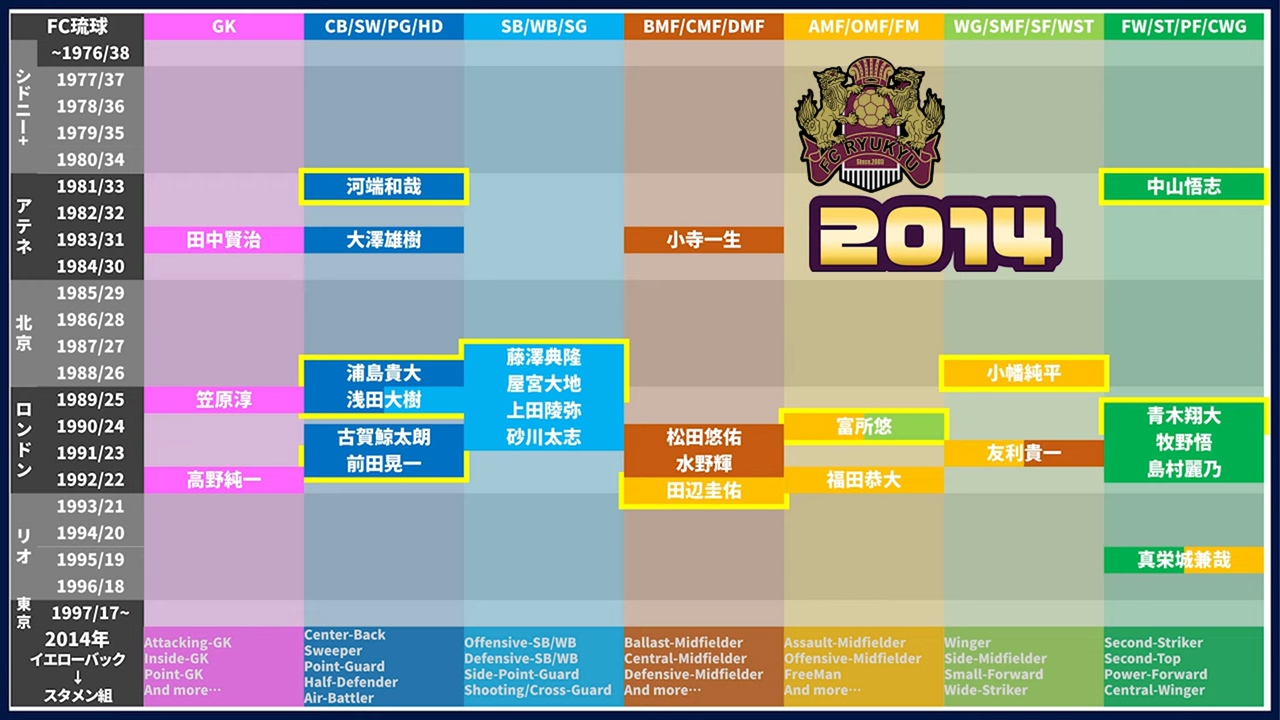 FC琉球 GK CB/SW/PG/HD SB/WB/SG BMF/CMF/DMF AMF/OMF/FM WG/SMF/SF/WST FW/ST/PF/CWG
~1976/38
シドニー+
1977/37
1978/36
1979/35
1980/34
FC RYUKYU
Since.2003
アテネ
1981/33 河端和哉 中山悟志
1982/32
2014
1983/31 田中賢治 大澤雄樹 小寺一生
1984/30
北京
1985/29
1986/28
1987/27 藤澤典隆
1988/26 浦島貴大 屋宮大地 小幡純平
ロンドン
1989/25 笠原淳 浅田大樹 上田陵弥 青木翔大
1990/24 古賀鯨太朗 砂川太志 松田悠佑 富所悠 牧野悟
1991/23 前田晃一 水野輝 友利貴一 島村麗乃
1992/22 高野純一 田辺圭佑 福田恭大
リオ
1993/21
1994/20
1995/19 真栄城兼哉
1996/18
東京
1997/17~
2014年
イエローバック
↓
スタメン組
Attacking-GK
Inside-GK
Point-GK
And more…
Center-Back
Sweeper
Point-Guard
Half-Defender
Air-Battler
Offensive-SB/WB
Defensive-SB/WB
Side-Point-Guard
Shooting/Cross-Guard
Ballast-Midfielder
Central-Midfielder
Defensive-Midfielder
And more…
Assault-Midfielder
Offensive-Midfielder
FreeMan
And more…
Winger
Side-Midfielder
Small-Forward
Wide-Striker
Second-Striker
Second-Top
Power-Forward
Central-Winger